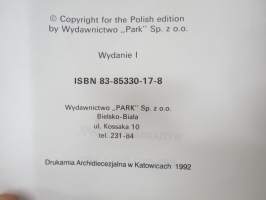 © Copyright for the Polish edition
by Wydawnictwo „Park” Sp. z o.o.
Wydanie I
ISBN 83-85330-17-8
Wydawnictwo „PARK” Sp. z o.o.
Bielsko-Biała
ul. Kossaka 10
tel. 231-84
Drukarnia Archidiecezjalna w Katowicach 1992